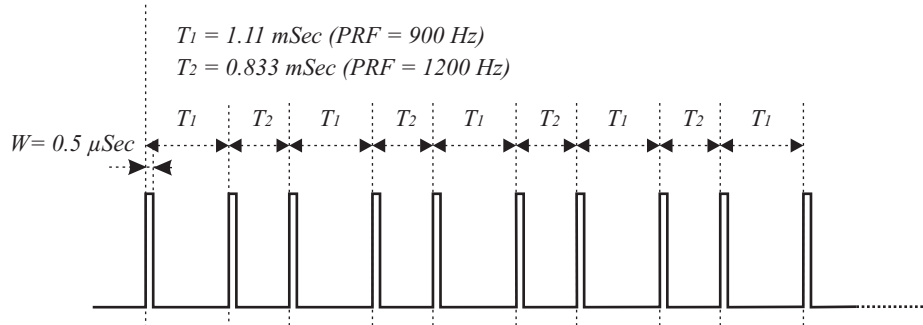 T1 = 1.11 mSec (PRF = 900 Hz)
T2 = 0.833 mSec (PRF = 1200 Hz)
T1 T2 T1 T2 T1 T2 T1 T2 T1
W= 0.5 μSec